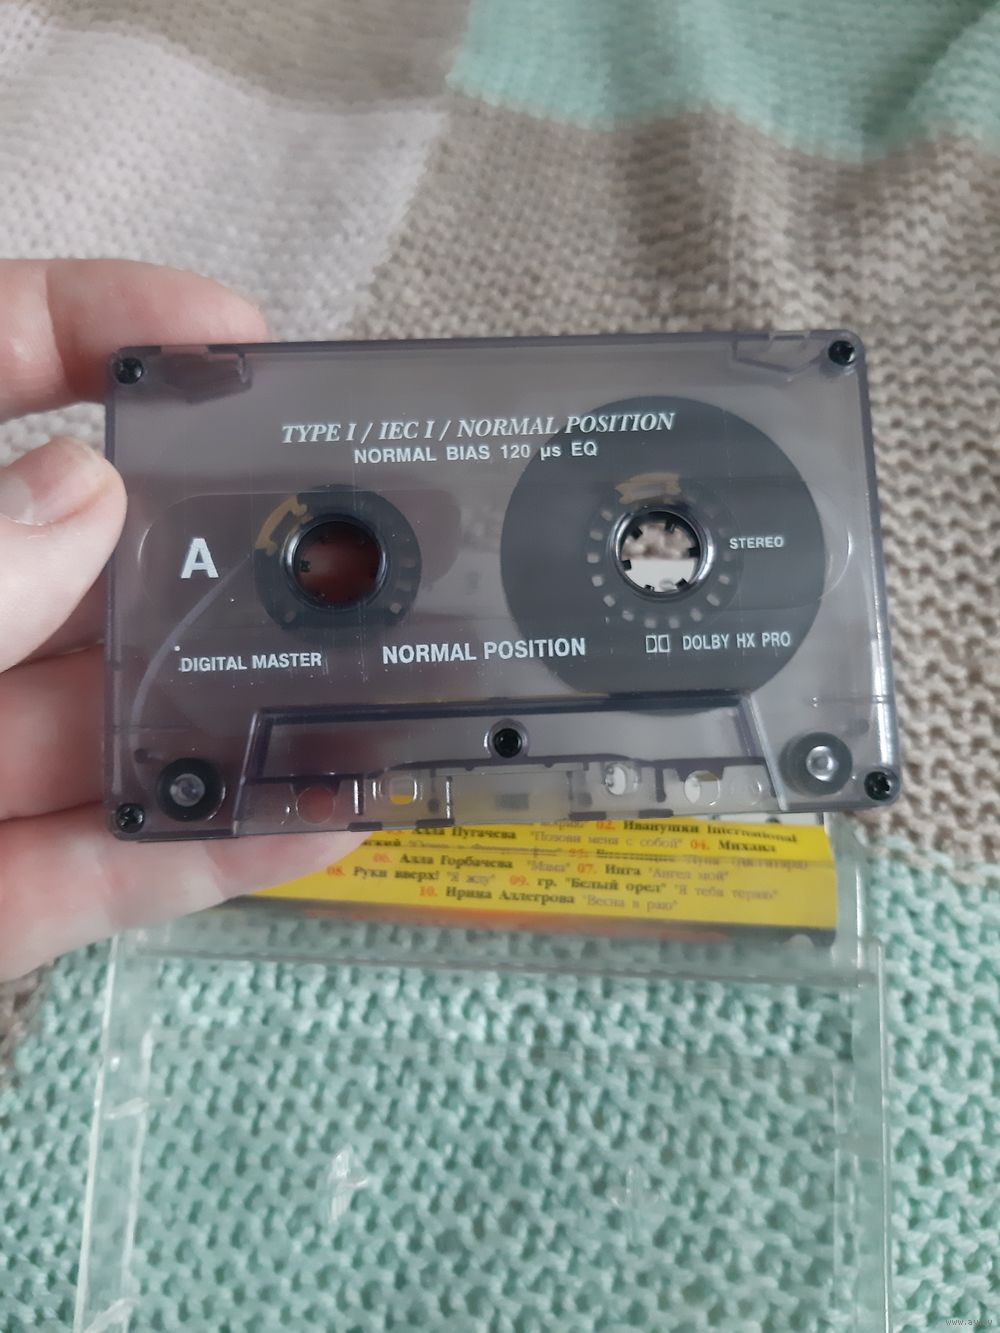 TYPE I / IEC I / NORMAL POSITION
NORMAL BIAS 120 µs EQ
A
STEREO
DIGITAL MASTER
NORMAL POSITION
DOLBY HX PRO
Алла Пугачева "Позови меня с собой" 02. Иванушки International
04. Михаил
06. Алла Горбачева "Мама" 07. Инга "Ангел мой"
08. Руки вверх! "Я жду" 09. гр. "Белый орел" "Я тебя теряю"
10. Ирина Аллегрова "Весна в раю"